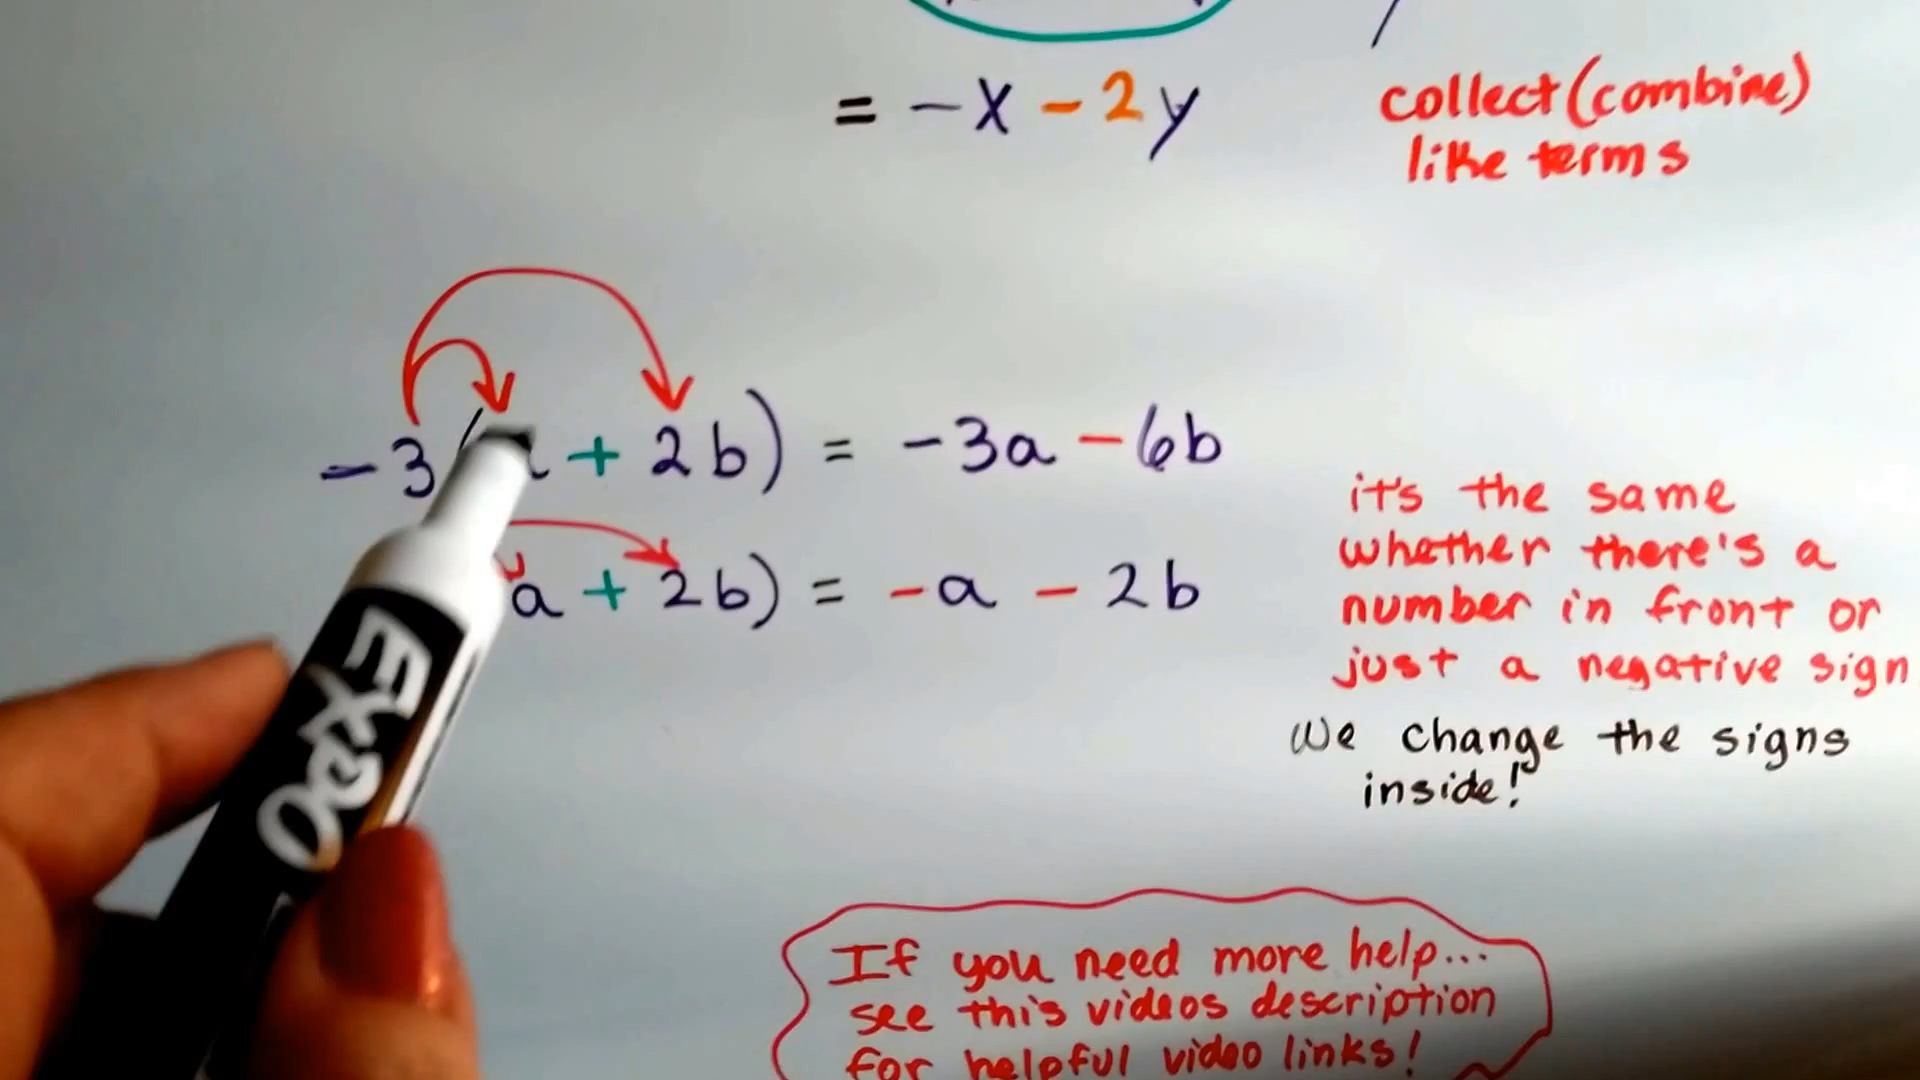 = -x - 2y
collect (combine)
like terms
-3( + 2b) = -3a - 6b
a + 2b) = -a - 2b
it's the same
whether there's a
number in front or
just a negative sign
We change the signs
inside!
EXPO
If you need more help...
see this videos description
for helpful video links!